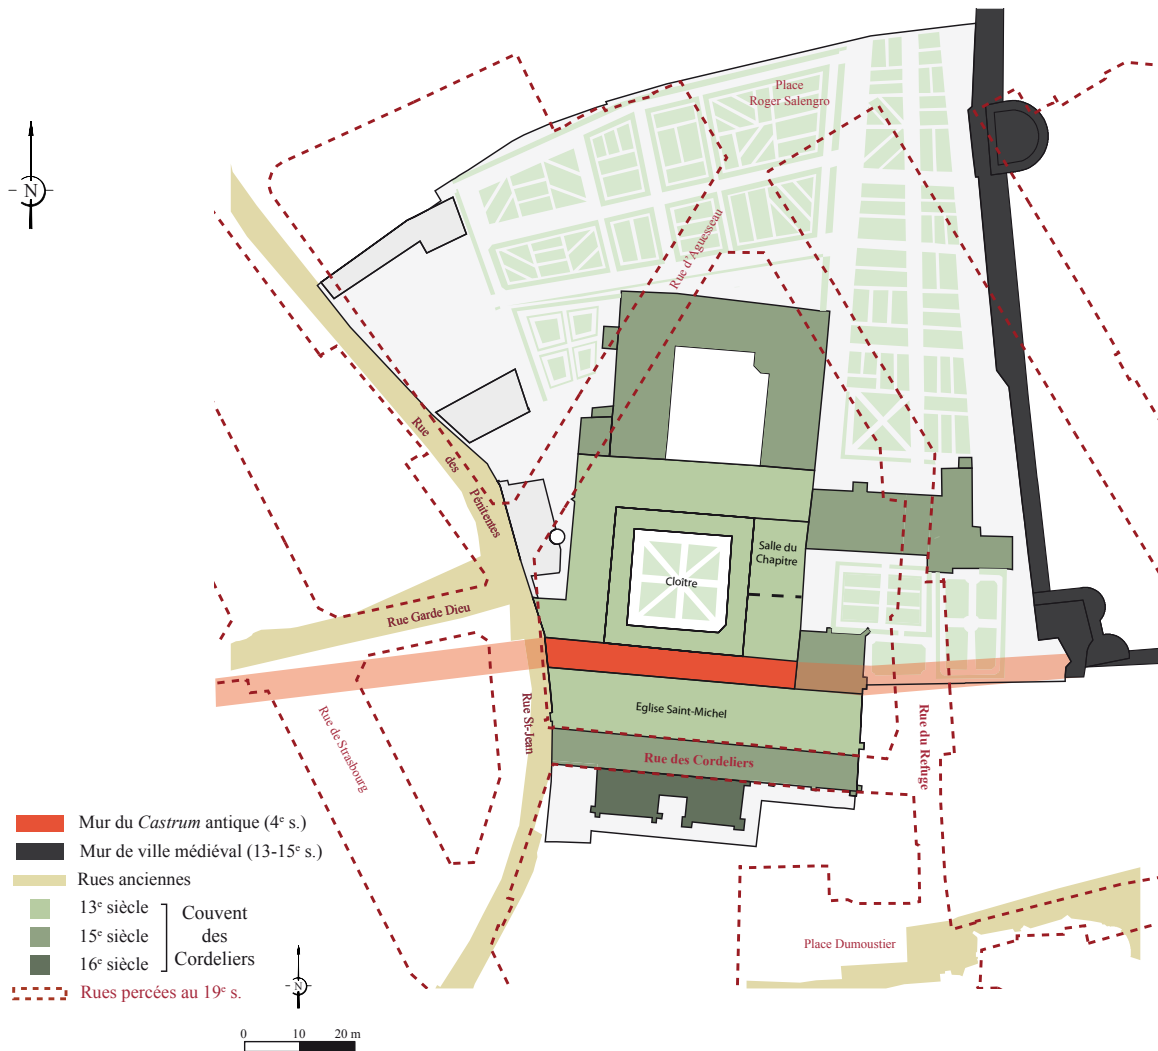 Place
Roger Salengro
N
Rue d'Aguesseau
Rue
des
Pénitentes
Salle du
Chapitre
Cloître
Rue Garde Dieu
Eglise Saint-Michel
Rue St-Jean
Rue de Strasbourg
Rue des Cordeliers
Rue du Refuge
Mur du Castrum antique (4e s.)
Mur de ville médiéval (13-15e s.)
Rues anciennes
13e siècle
15e siècle
16e siècle
Couvent
des
Cordeliers
Rues percées au 19e s.
Place Dumoustier
N
0 10 20 m